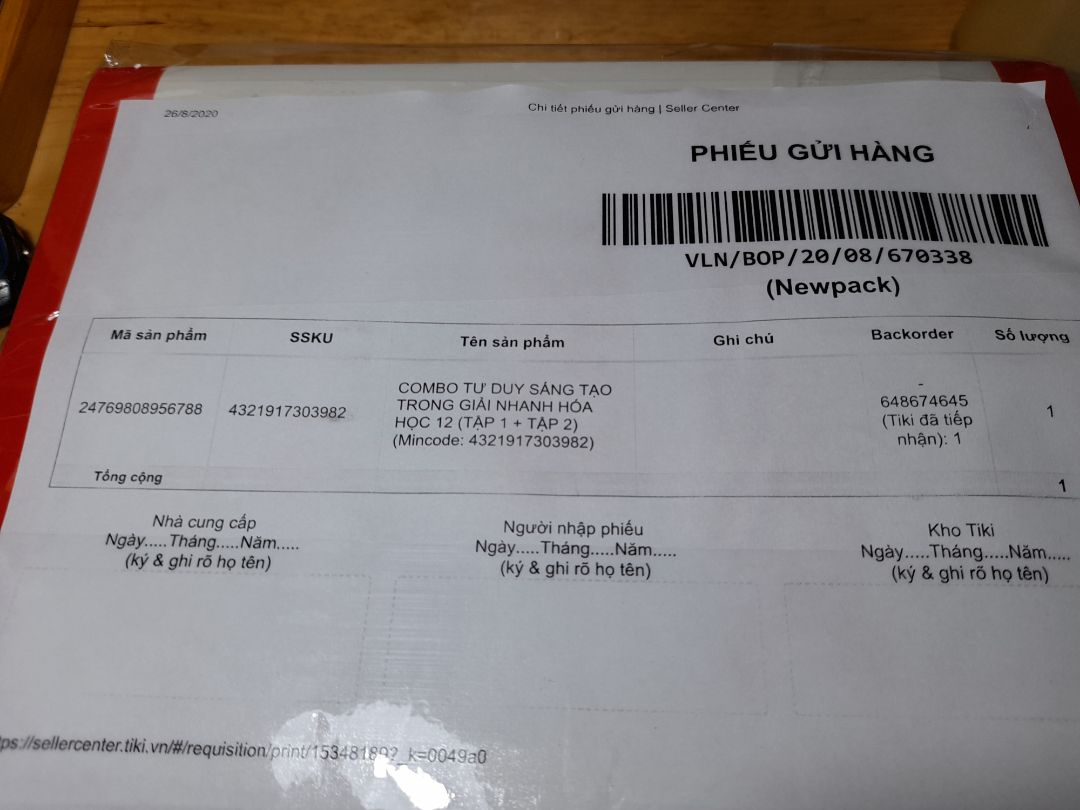 26/8/2020
Chi tiết phiếu gửi hàng | Seller Center
PHIẾU GỬI HÀNG
VLN/BOP/20/08/670338
(Newpack)
Mã sản phẩm SSKU Tên sản phẩm Ghi chú Backorder Số lượng
24769808956788 4321917303982
COMBO TƯ DUY SÁNG TẠO
TRONG GIẢI NHANH HÓA
HỌC 12 (TẬP 1 + TẬP 2)
(Mincode: 4321917303982)
-
648674645
(Tiki đã tiếp
nhận): 1
1
Tổng cộng 1
Nhà cung cấp
Ngày.....Tháng.....Năm.....
(ký & ghi rõ họ tên)
Người nhập phiếu
Ngày.....Tháng.....Năm.....
(ký & ghi rõ họ tên)
Kho Tiki
Ngày.....Tháng.....Năm.....
(ký & ghi rõ họ tên)
tps://sellercenter.tiki.vn/#/requisition/print/15348189?_k=0049a0